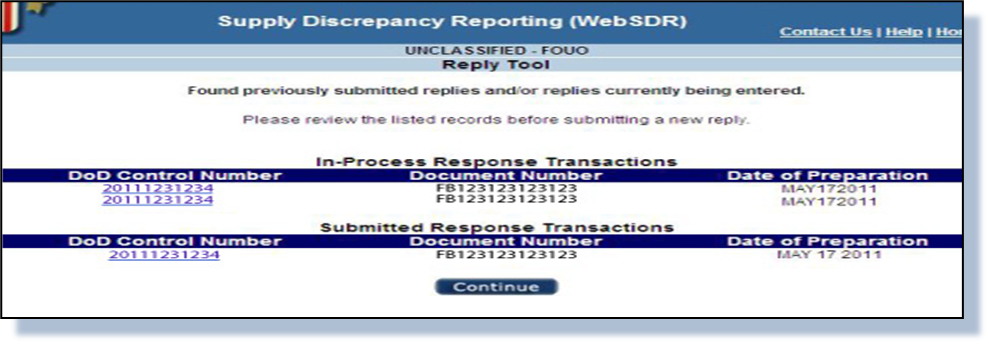 Supply Discrepancy Reporting (WebSDR)
Contact Us | Help | Ho
UNCLASSIFIED - FOUO
Reply Tool
Found previously submitted replies and/or replies currently being entered.
Please review the listed records before submitting a new reply.
In-Process Response Transactions
DoD Control Number Document Number Date of Preparation
20111231234 FB123123123123 MAY172011
20111231234 FB123123123123 MAY172011
Submitted Response Transactions
DoD Control Number Document Number Date of Preparation
20111231234 FB123123123123 MAY 17 2011
Continue